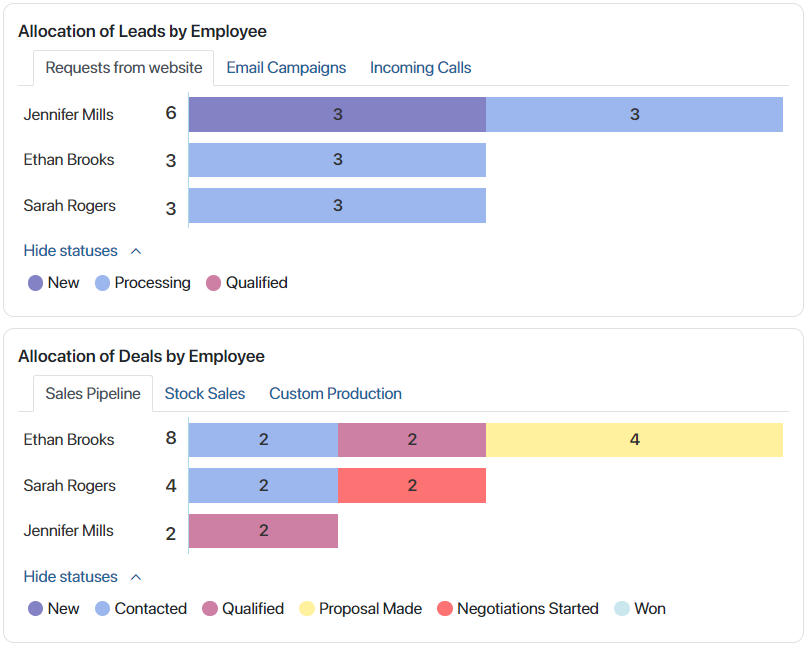 Allocation of Leads by Employee
Requests from website Email Campaigns Incoming Calls
Jennifer Mills 6 3 3
Ethan Brooks 3 3
Sarah Rogers 3 3
Hide statuses
New Processing Qualified
Allocation of Deals by Employee
Sales Pipeline Stock Sales Custom Production
Ethan Brooks 8 2 2 4
Sarah Rogers 4 2 2
Jennifer Mills 2 2
Hide statuses
New Contacted Qualified Proposal Made Negotiations Started Won